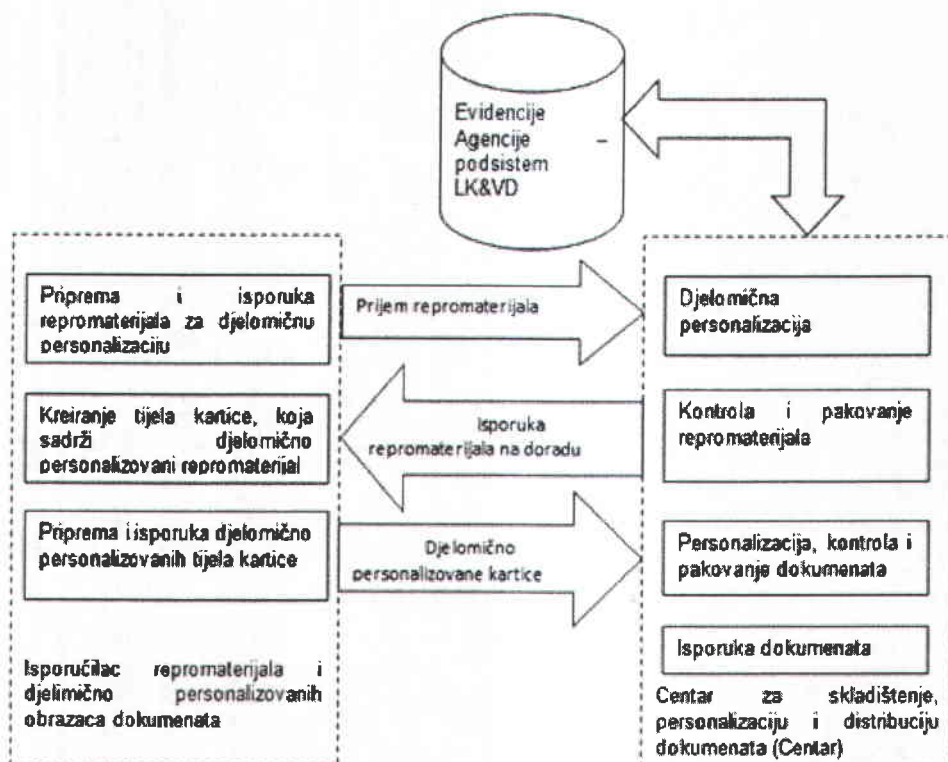 Evidencije
Agencije –
podsistem
LK&VD
Priprema i isporuka
repromaterijala za djelomičnu
personalizaciju
Prijem repromaterijala
Djelomična
personalizacija
Kreiranje tijela kartice, koja
sadrži djelomično
personalizovani repromaterijal
Isporuka
repromaterijala na doradu
Kontrola i pakovanje
repromaterijala
Priprema i isporuka djelomično
personalizovanih tijela kartice
Djelomično
personalizovane kartice
Personalizacija, kontrola i
pakovanje dokumenata
Isporuka dokumenata
Isporučilac repromaterijala i
djelimično personalizovanih
obrazaca dokumenata
Centar za skladištenje,
personalizaciju i distribuciju
dokumenata (Centar)